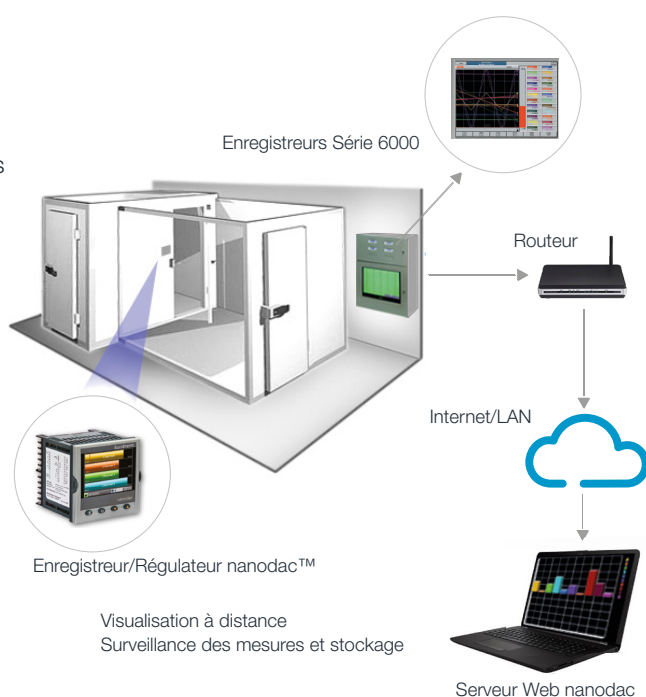 Enregistreurs Série 6000
s
Routeur
Internet/LAN
Enregistreur/Régulateur nanodac™
Visualisation à distance
Surveillance des mesures et stockage
Serveur Web nanodac